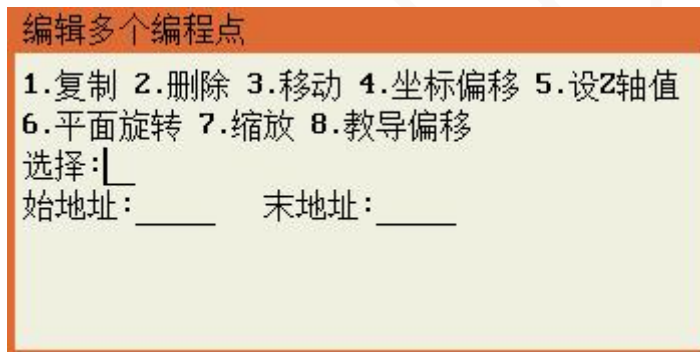 编辑多个编程点
1.复制 2.删除 3.移动 4.坐标偏移 5.设Z轴值
6.平面旋转 7.缩放 8.教导偏移
选择:
始地址: 末地址: